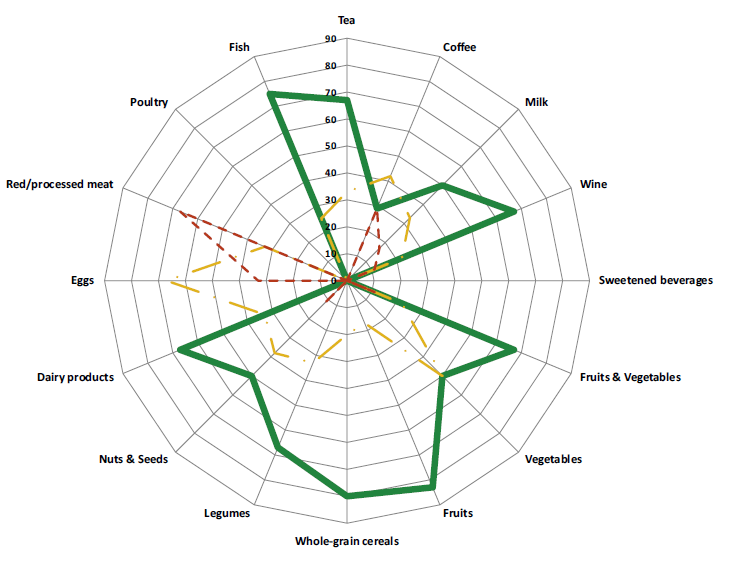 Tea
90
Fish
Coffee
80
70
Poultry
Milk
60
50
40
Red/processed meat
Wine
30
20
10
Eggs
0
Sweetened beverages
Dairy products
Fruits & Vegetables
Nuts & Seeds
Vegetables
Legumes
Fruits
Whole-grain cereals